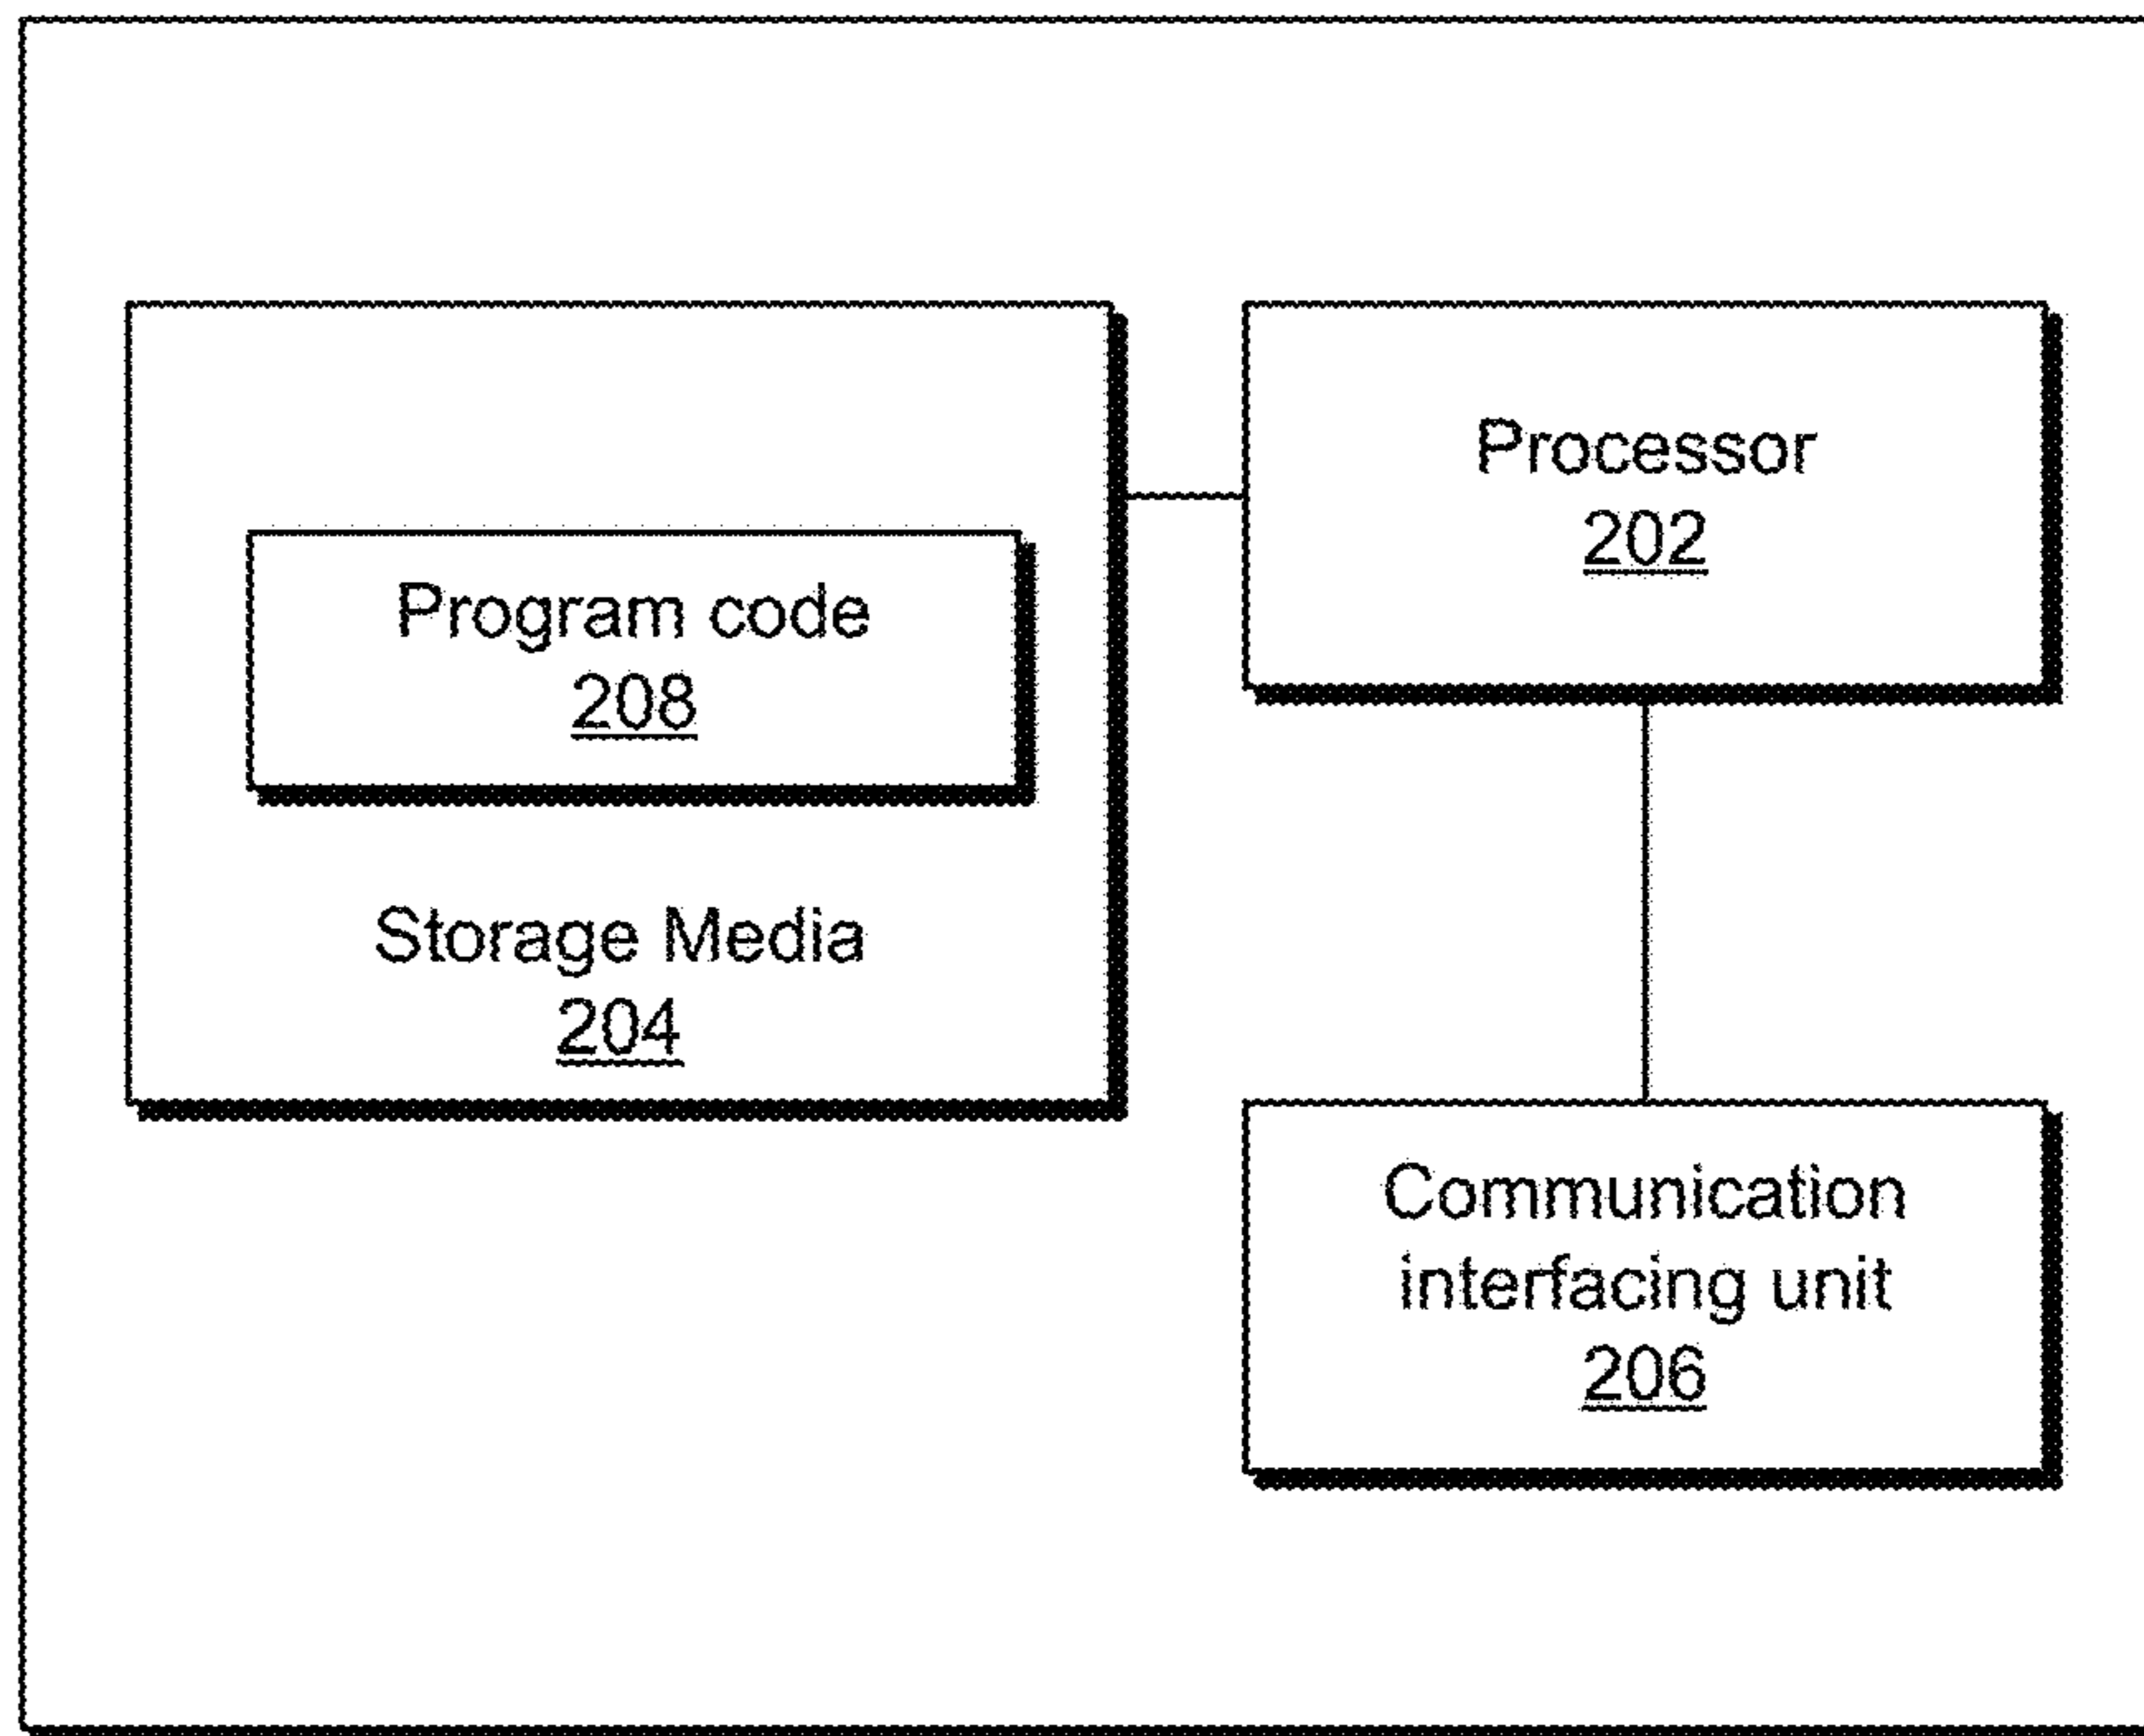 Processor
202
Program code
208
Storage Media
204
Communication
interfacing unit
206